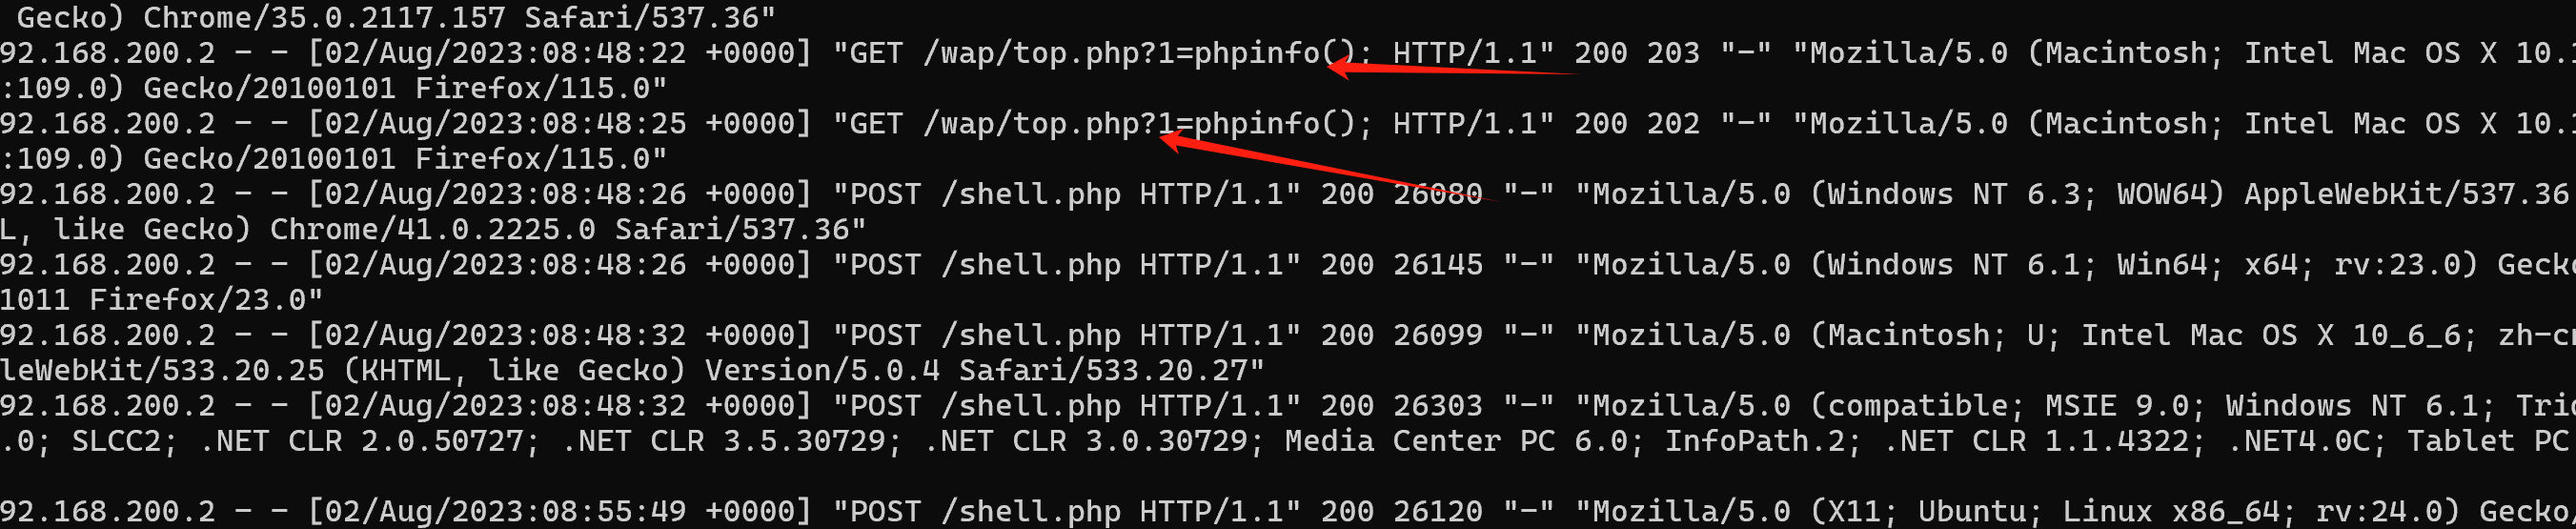 Gecko) Chrome/35.0.2117.157 Safari/537.36"
92.168.200.2 - - [02/Aug/2023:08:48:22 +0000] "GET /wap/top.php?1=phpinfo(); HTTP/1.1" 200 203 "-" "Mozilla/5.0 (Macintosh; Intel Mac OS X 10.1
:109.0) Gecko/20100101 Firefox/115.0"
92.168.200.2 - - [02/Aug/2023:08:48:25 +0000] "GET /wap/top.php?1=phpinfo(); HTTP/1.1" 200 202 "-" "Mozilla/5.0 (Macintosh; Intel Mac OS X 10.1
:109.0) Gecko/20100101 Firefox/115.0"
92.168.200.2 - - [02/Aug/2023:08:48:26 +0000] "POST /shell.php HTTP/1.1" 200 26080 "-" "Mozilla/5.0 (Windows NT 6.3; WOW64) AppleWebKit/537.36
L, like Gecko) Chrome/41.0.2225.0 Safari/537.36"
92.168.200.2 - - [02/Aug/2023:08:48:26 +0000] "POST /shell.php HTTP/1.1" 200 26145 "-" "Mozilla/5.0 (Windows NT 6.1; Win64; x64; rv:23.0) Gecko
1011 Firefox/23.0"
92.168.200.2 - - [02/Aug/2023:08:48:32 +0000] "POST /shell.php HTTP/1.1" 200 26099 "-" "Mozilla/5.0 (Macintosh; U; Intel Mac OS X 10_6_6; zh-cn
leWebKit/533.20.25 (KHTML, like Gecko) Version/5.0.4 Safari/533.20.27"
92.168.200.2 - - [02/Aug/2023:08:48:32 +0000] "POST /shell.php HTTP/1.1" 200 26303 "-" "Mozilla/5.0 (compatible; MSIE 9.0; Windows NT 6.1; Tri
.0; SLCC2; .NET CLR 2.0.50727; .NET CLR 3.5.30729; .NET CLR 3.0.30729; Media Center PC 6.0; InfoPath.2; .NET CLR 1.1.4322; .NET4.0C; Tablet PC
92.168.200.2 - - [02/Aug/2023:08:55:49 +0000] "POST /shell.php HTTP/1.1" 200 26120 "-" "Mozilla/5.0 (X11; Ubuntu; Linux x86_64; rv:24.0) Gecko